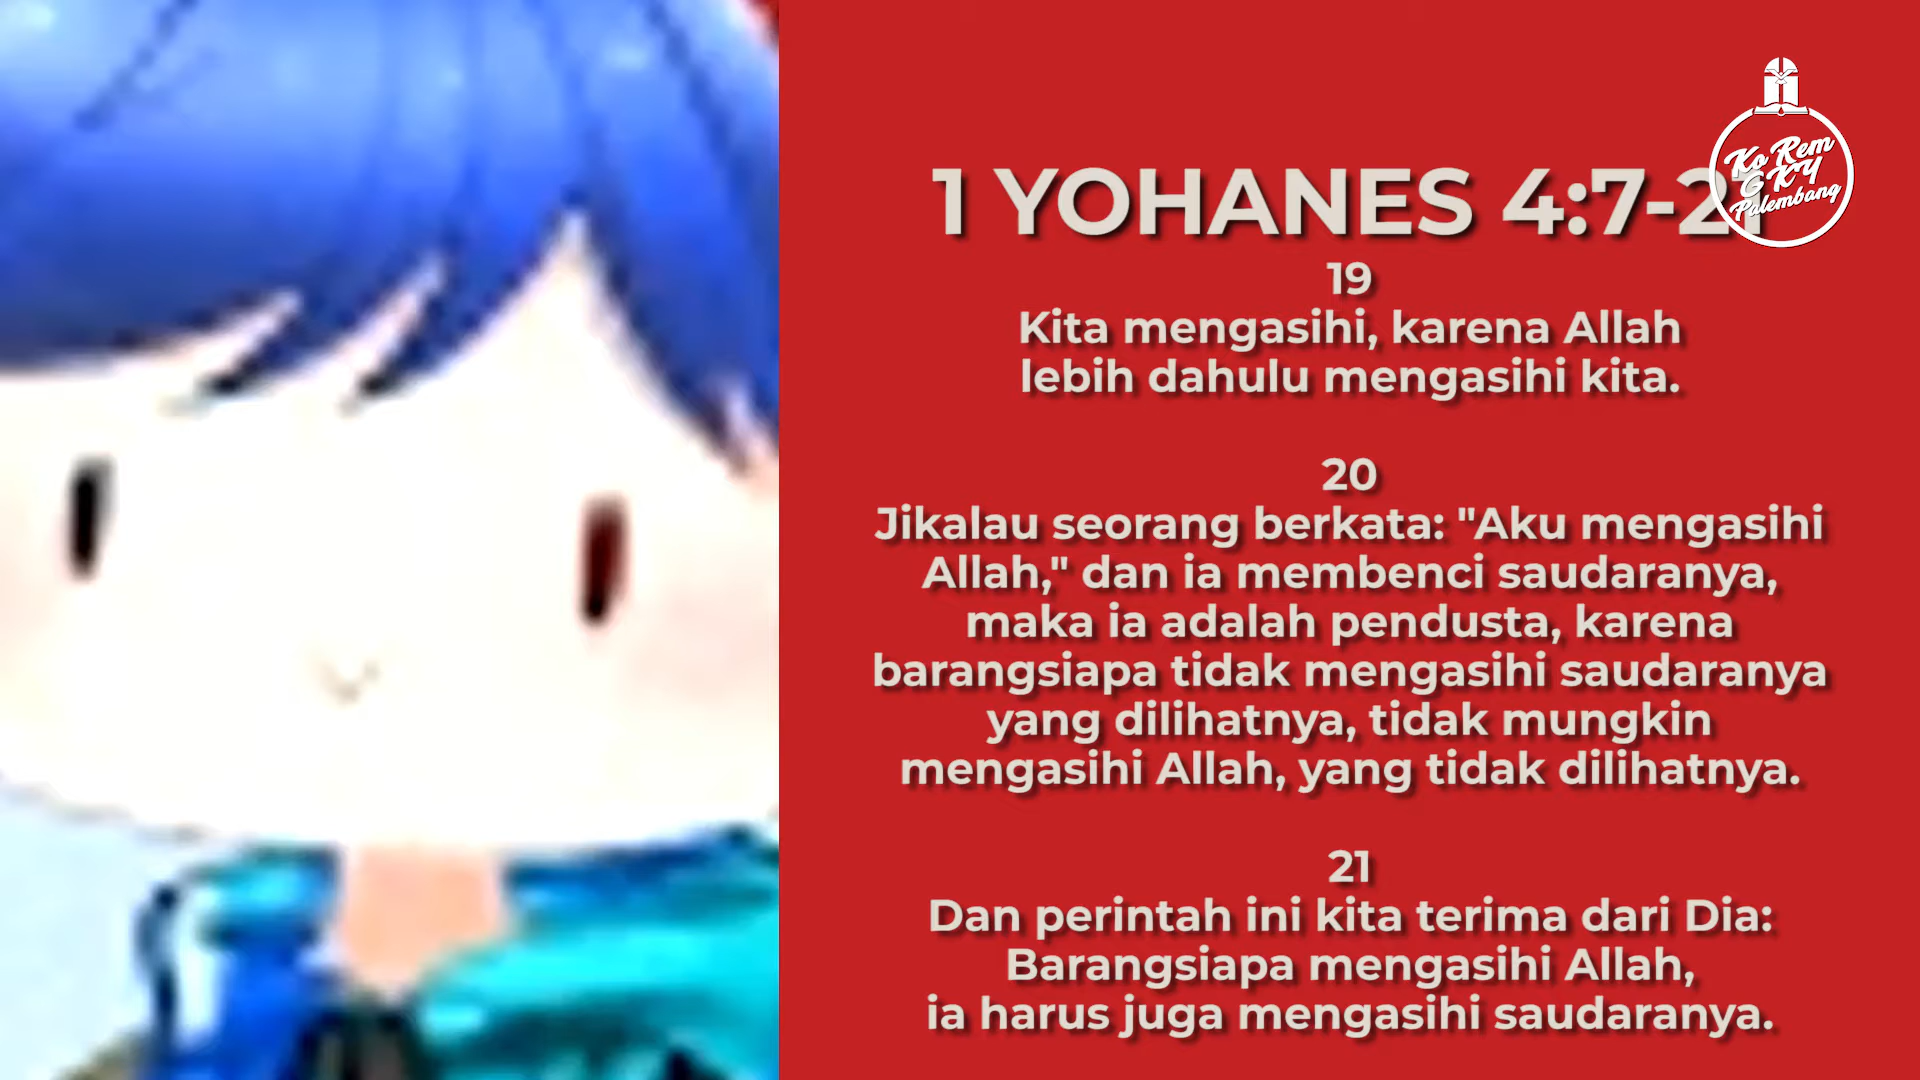 Ko Rem
GKY
Palembang
1 YOHANES 4:7-21
19
Kita mengasihi, karena Allah
lebih dahulu mengasihi kita.
20
Jikalau seorang berkata: "Aku mengasihi
Allah," dan ia membenci saudaranya,
maka ia adalah pendusta, karena
barangsiapa tidak mengasihi saudaranya
yang dilihatnya, tidak mungkin
mengasihi Allah, yang tidak dilihatnya.
21
Dan perintah ini kita terima dari Dia:
Barangsiapa mengasihi Allah,
ia harus juga mengasihi saudaranya.